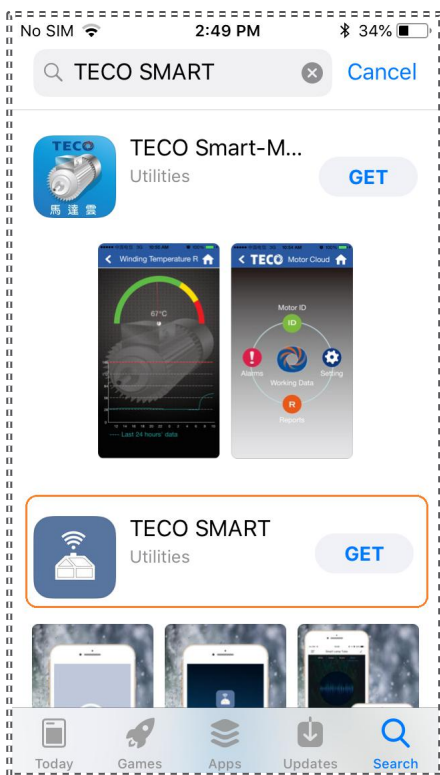 No SIM 2:49 PM 34%
TECO SMART Cancel
TECO
馬達雲
TECO Smart-M...
Utilities
GET
Winding Temperature R
67°C
Last 24 hours' data
TECO Motor Cloud
Motor ID
ID
Alarms
Setting
Working Data
R
Reports
TECO SMART
Utilities
GET
Today Games Apps Updates Search